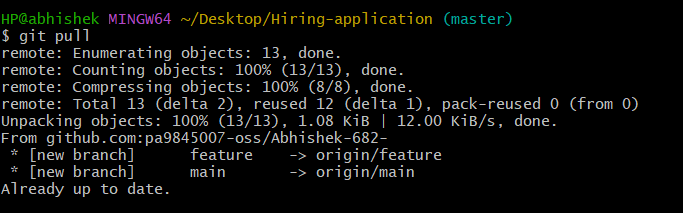 HP@abhishek MINGW64 ~/Desktop/Hiring-application (master)
$ git pull
remote: Enumerating objects: 13, done.
remote: Counting objects: 100% (13/13), done.
remote: Compressing objects: 100% (8/8), done.
remote: Total 13 (delta 2), reused 12 (delta 1), pack-reused 0 (from 0)
Unpacking objects: 100% (13/13), 1.08 KiB | 12.00 KiB/s, done.
From github.com:pa9845007-oss/Abhishek-682-
 * [new branch]      feature    -> origin/feature
 * [new branch]      main       -> origin/main
Already up to date.